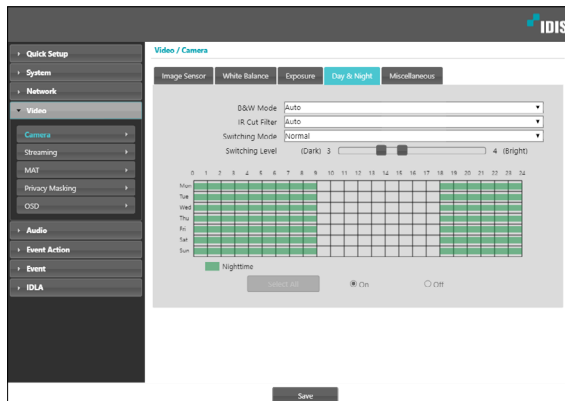 IDIS
Quick Setup
System
Network
Video
Camera
Streaming
MAT
Privacy Masking
OSD
Audio
Event Action
Event
IDLA
Video / Camera
Image Sensor White Balance Exposure Day & Night Miscellaneous
B&W Mode Auto
IR Cut Filter Auto
Switching Mode Normal
Switching Level (Dark) 3 4 (Bright)
0 1 2 3 4 5 6 7 8 9 10 11 12 13 14 15 16 17 18 19 20 21 22 23 24
Mon
Tue
Wed
Thu
Fri
Sat
Sun
Nighttime
Select All On Off
Save